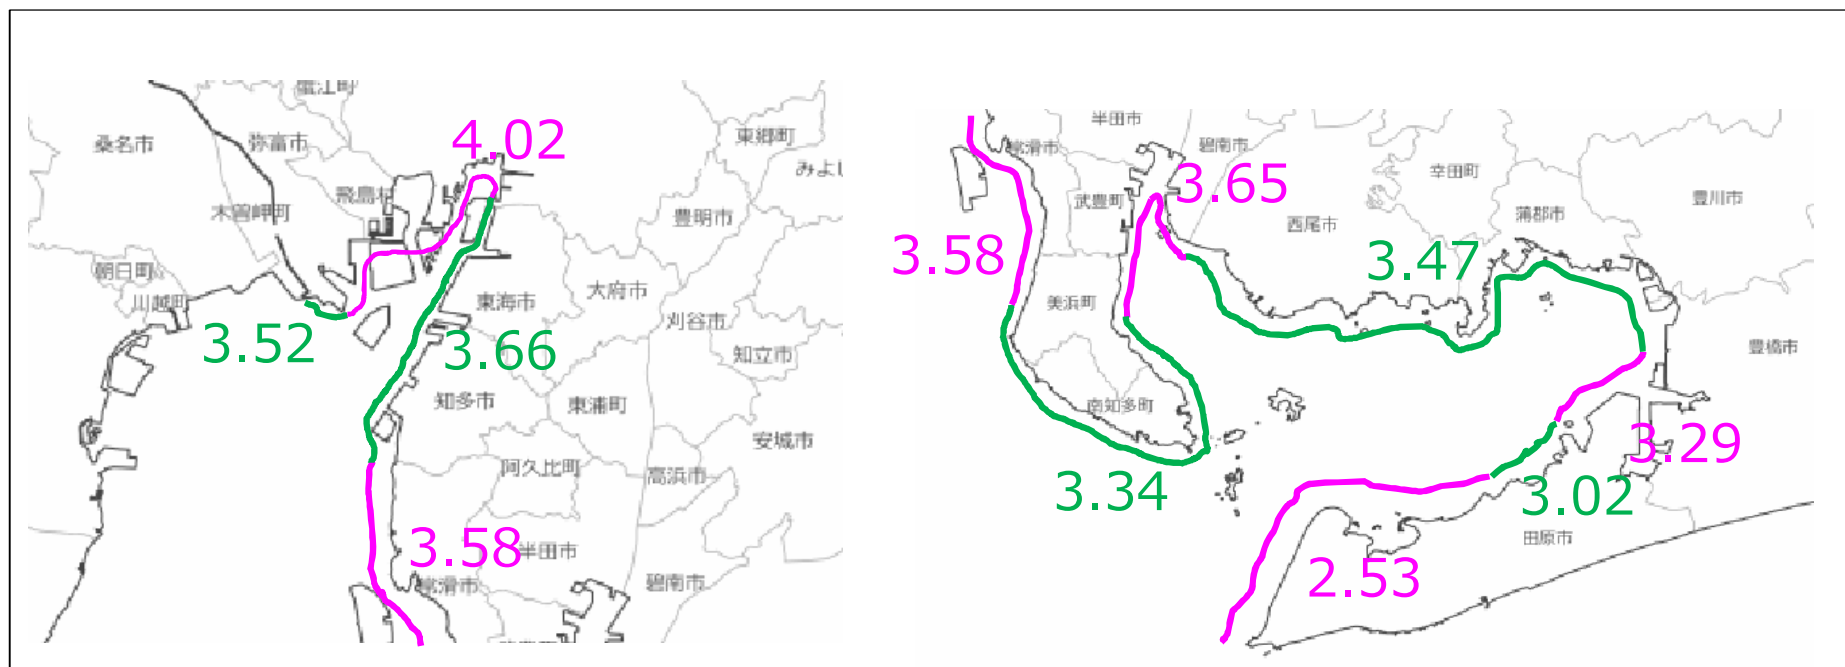 蟹江町
4.02
東郷町
桑名市
弥富市
飛島村
豊明市
木曽岬町
朝日町
川越町
東海市
大府市
刈谷市
3.52
3.66
知立市
知多市
東浦町
安城市
阿久比町
高浜市
3.58
半田市
常滑市
碧南市
半田市
常滑市
碧南市
3.65
幸田町
豊川市
武豊町
蒲郡市
西尾市
3.58
3.47
美浜町
豊橋市
南知多町
3.29
3.34
3.02
田原市
2.53